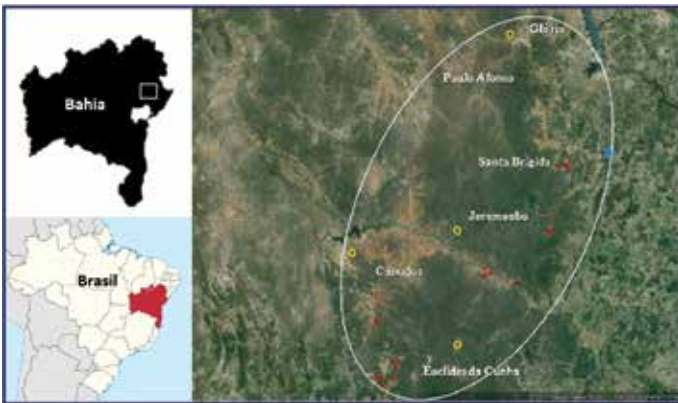 Bahia
Brasil
Glória
Paulo Afonso
Santa Brígida
Jeremoabo
Canudos
Euclides da Cunha